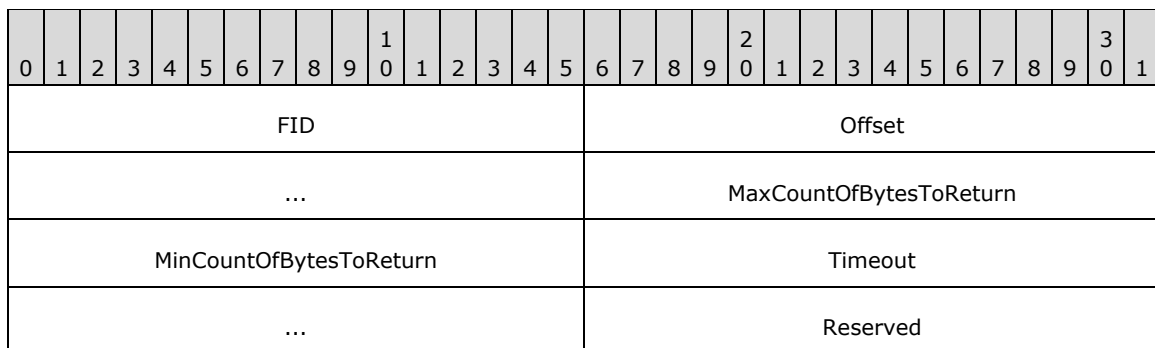 1 2 3
0 1 2 3 4 5 6 7 8 9 0 1 2 3 4 5 6 7 8 9 0 1 2 3 4 5 6 7 8 9 0 1
FID Offset
... MaxCountOfBytesToReturn
MinCountOfBytesToReturn Timeout
... Reserved